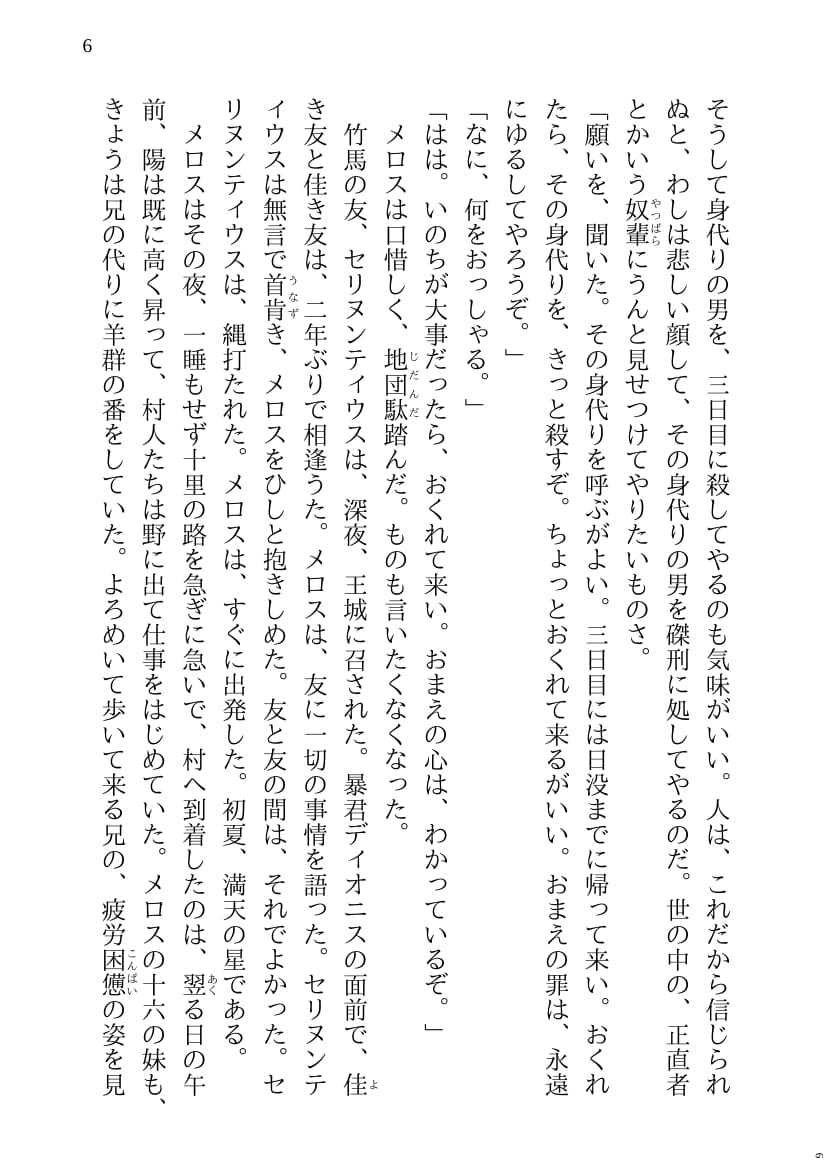 6
そうして身代りの男を、三日目に殺してやるのも気味がいい。人は、これだから信じられ
ぬと、わしは悲しい顔して、その身代りの男を磔刑に処してやるのだ。世の中の、正直者
とかいう奴輩やつばらにうんと見せつけてやりたいものさ。
「願いを、聞いた。その身代りを呼ぶがよい。三日目には日没までに帰って来い。おくれ
たら、その身代りを、きっと殺すぞ。ちょっとおくれて来るがいい。おまえの罪は、永遠
にゆるしてやろうぞ。」
「なに、何をおっしゃる。」
「はは。いのちが大事だったら、おくれて来い。おまえの心は、わかっているぞ。」
メロスは口惜しく、地団駄じだんだ踏んだ。ものも言いたくなくなった。
竹馬の友、セリヌンティウスは、深夜、王城に召された。暴君ディオニスの面前で、佳よ
き友と佳き友は、二年ぶりで相逢うた。メロスは、友に一切の事情を語った。セリヌンテ
ィウスは無言で首肯うなずき、メロスをひしと抱きしめた。友と友の間は、それでよかった。セ
リヌンティウスは、縄打たれた。メロスは、すぐに出発した。初夏、満天の星である。
メロスはその夜、一睡もせず十里の路を急ぎに急いで、村へ到着したのは、翌あくる日の午
前、陽は既に高く昇って、村人たちは野に出て仕事をはじめていた。メロスの十六の妹も、
きょうは兄の代りに羊群の番をしていた。よろめいて歩いて来る兄の、疲労困憊こんぱいの姿を見